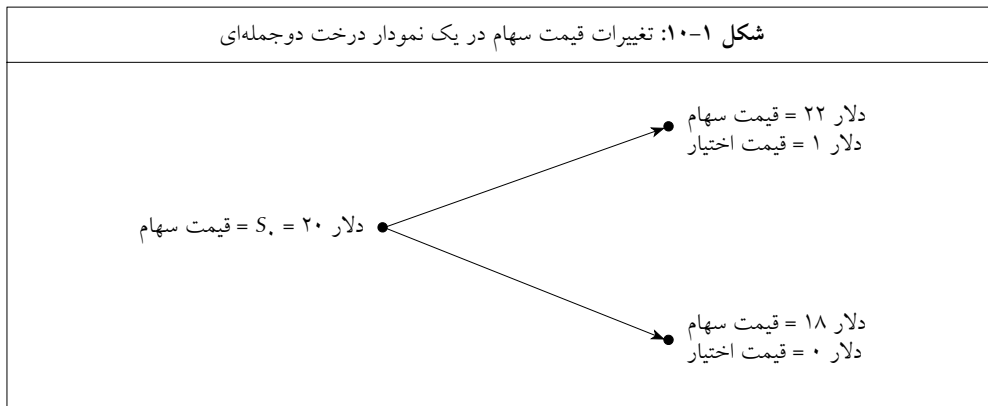 شکل ۱-۱۰: تغییرات قیمت سهام در یک نمودار درخت دوجمله‌ای
دلار ۲۲ = قیمت سهام
دلار ۱ = قیمت اختیار
دلار ۲۰ = S۰ = قیمت سهام
دلار ۱۸ = قیمت سهام
دلار ۰ = قیمت اختیار